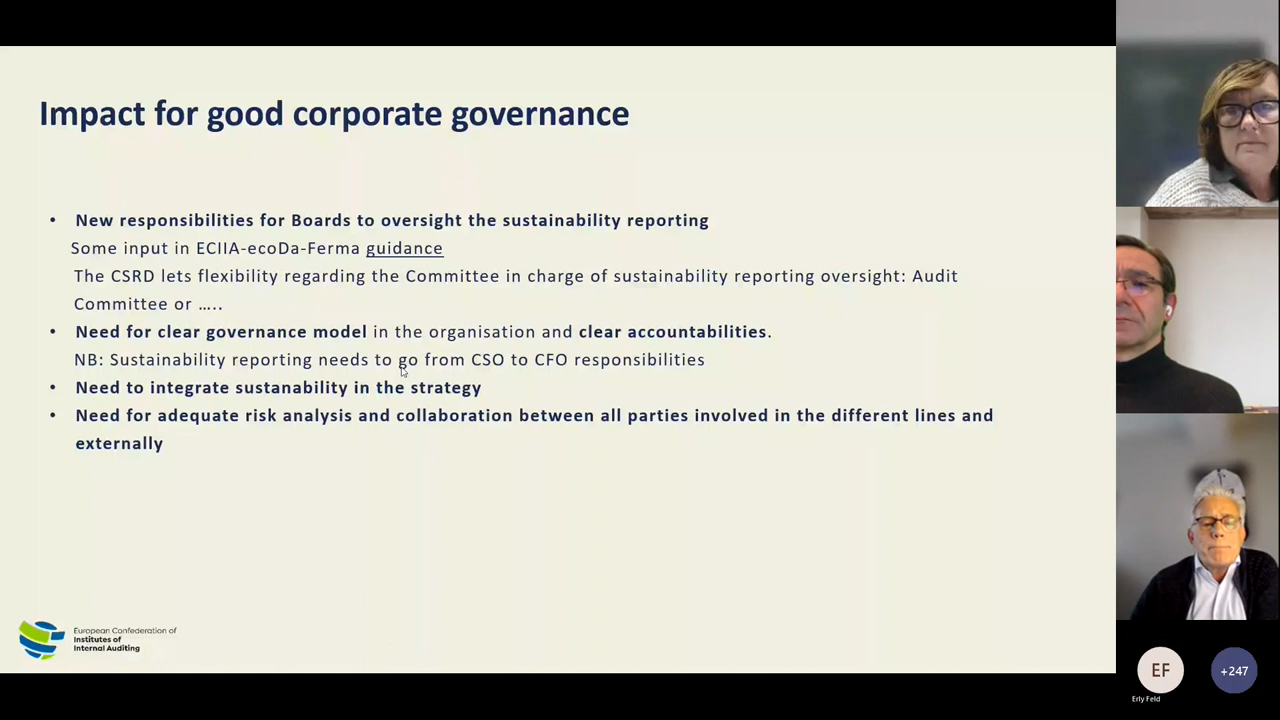 Impact for good corporate governance
• New responsibilities for Boards to oversight the sustainability reporting
Some input in ECIIA-ecoDa-Ferma guidance
The CSRD lets flexibility regarding the Committee in charge of sustainability reporting oversight: Audit
Committee or …..
• Need for clear governance model in the organisation and clear accountabilities.
NB: Sustainability reporting needs to go from CSO to CFO responsibilities
• Need to integrate sustanability in the strategy
• Need for adequate risk analysis and collaboration between all parties involved in the different lines and
externally
European Confederation of
Institutes of
Internal Auditing
EF
+247
Erly Feld